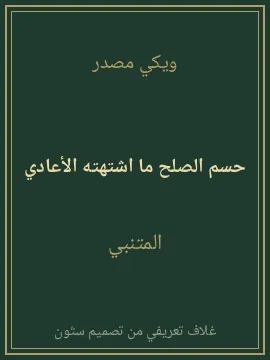 ويكي مصدر
حسم الصلح ما اشتهته الأعادي
المتنبي
غلاف تعريفي من تصميم سثون